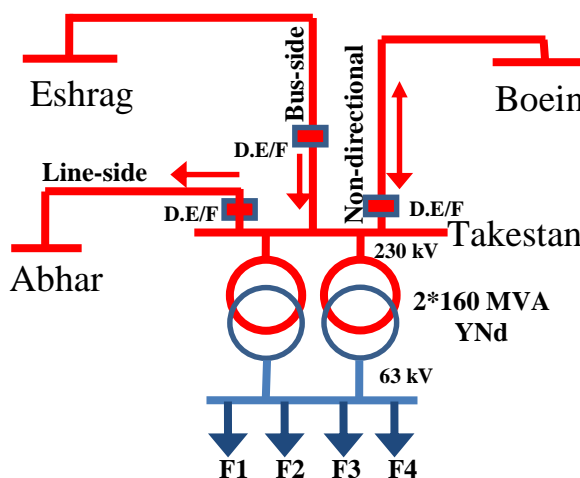 Eshrag
Bus-side
Non-directional
Boein
D.E/F
Line-side
D.E/F
D.E/F
Takestan
Abhar
230 kV
2*160 MVA
YNd
63 kV
F1 F2 F3 F4